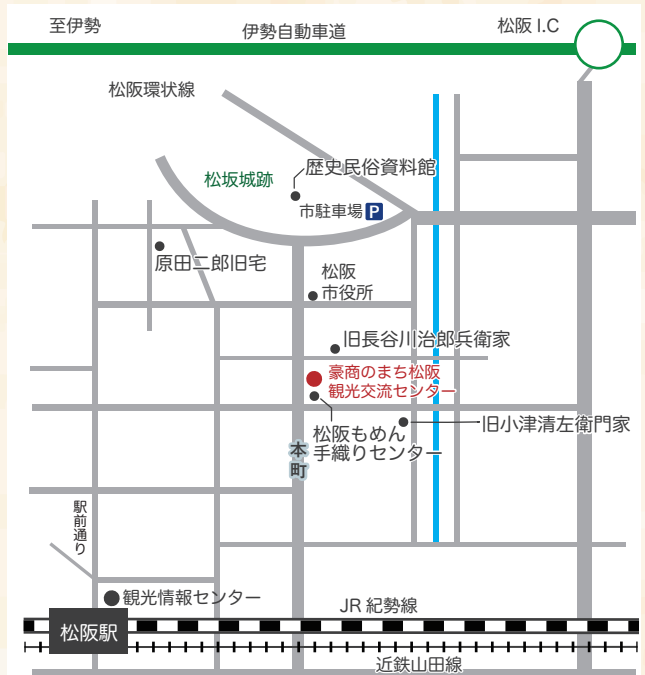 至伊勢
伊勢自動車道
松阪 I.C
松阪環状線
歴史民俗資料館
松坂城跡
市駐車場 P
原田二郎旧宅
松阪
市役所
旧長谷川治郎兵衛家
豪商のまち松阪
観光交流センター
旧小津清左衛門家
松阪もめん
手織りセンター
本町
駅前通り
観光情報センター
JR 紀勢線
松阪駅
近鉄山田線